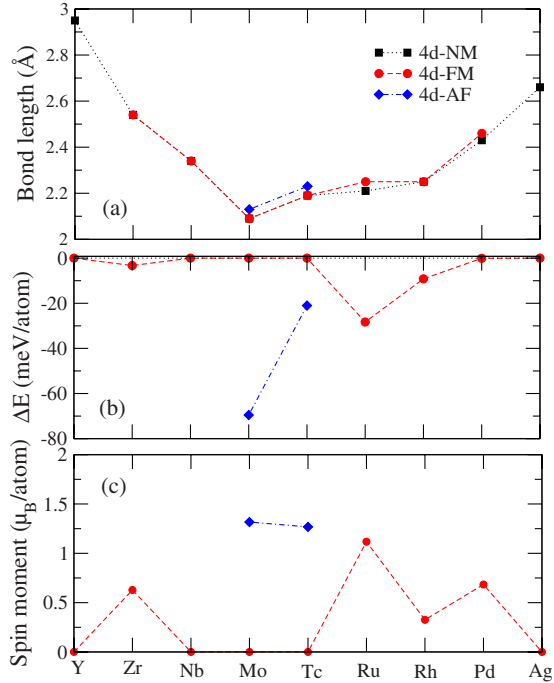 3
2.8
2.6
2.4
2.2
2
Bond length (Å)
4d-NM
4d-FM
4d-AF
(a)
0
-20
-40
-60
-80
ΔE (meV/atom)
(b)
2
1.5
1
0.5
0
Spin moment (μ_B/atom)
(c)
Y Zr Nb Mo Tc Ru Rh Pd Ag